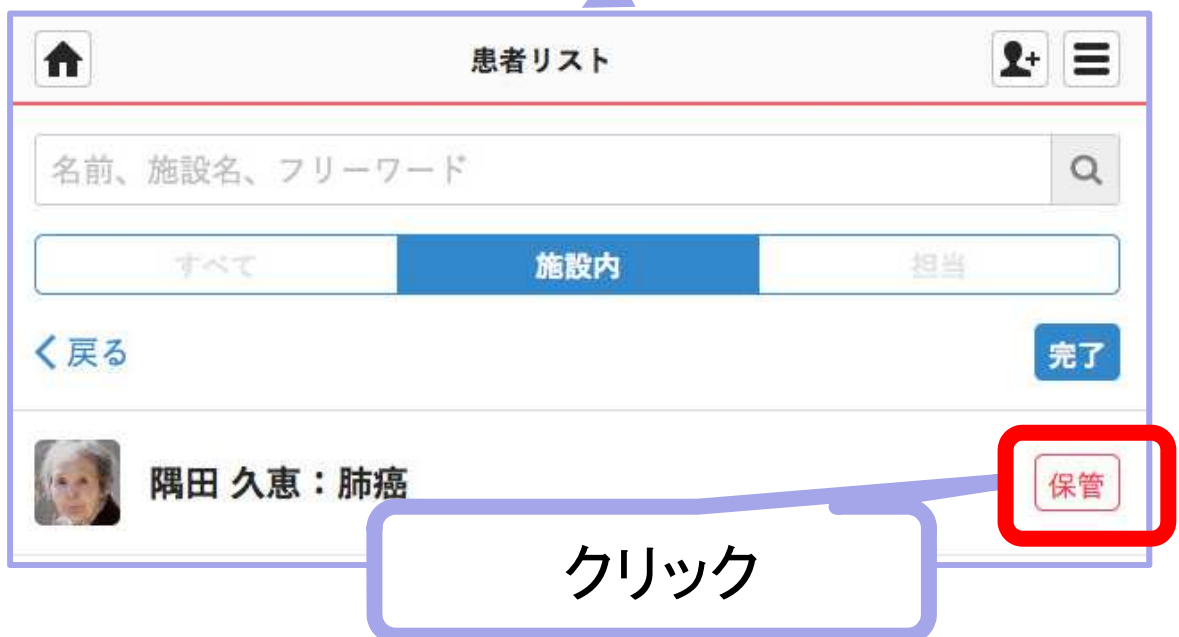 患者リスト
名前、施設名、フリーワード
すべて 施設内 担当
戻る 完了
隅田 久恵：肺癌 保管
クリック